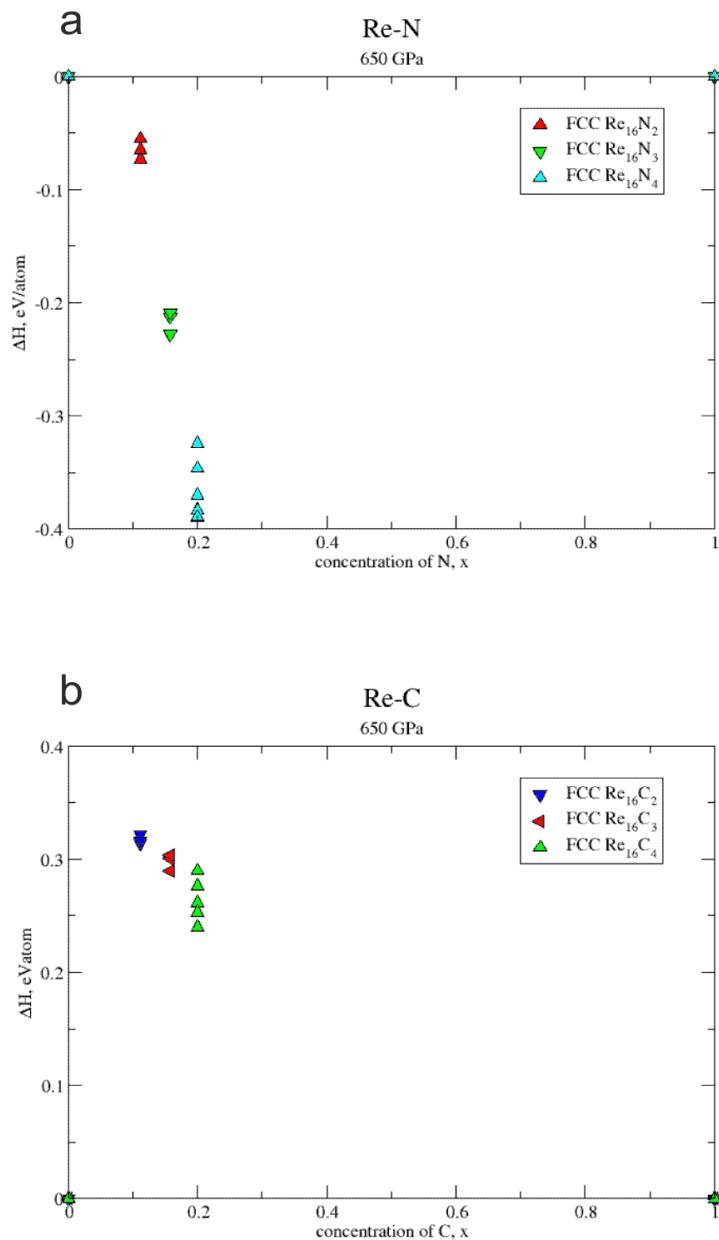 a
Re-N
650 GPa
0
-0.1
-0.2
-0.3
-0.4
ΔH, eV/atom
FCC Re₁₆N₂
FCC Re₁₆N₃
FCC Re₁₆N₄
0
0.2
0.4
0.6
0.8
1
concentration of N, x
b
Re-C
650 GPa
0.4
0.3
0.2
0.1
0
ΔH, eVatom
FCC Re₁₆C₂
FCC Re₁₆C₃
FCC Re₁₆C₄
0
0.2
0.4
0.6
0.8
1
concentration of C, x